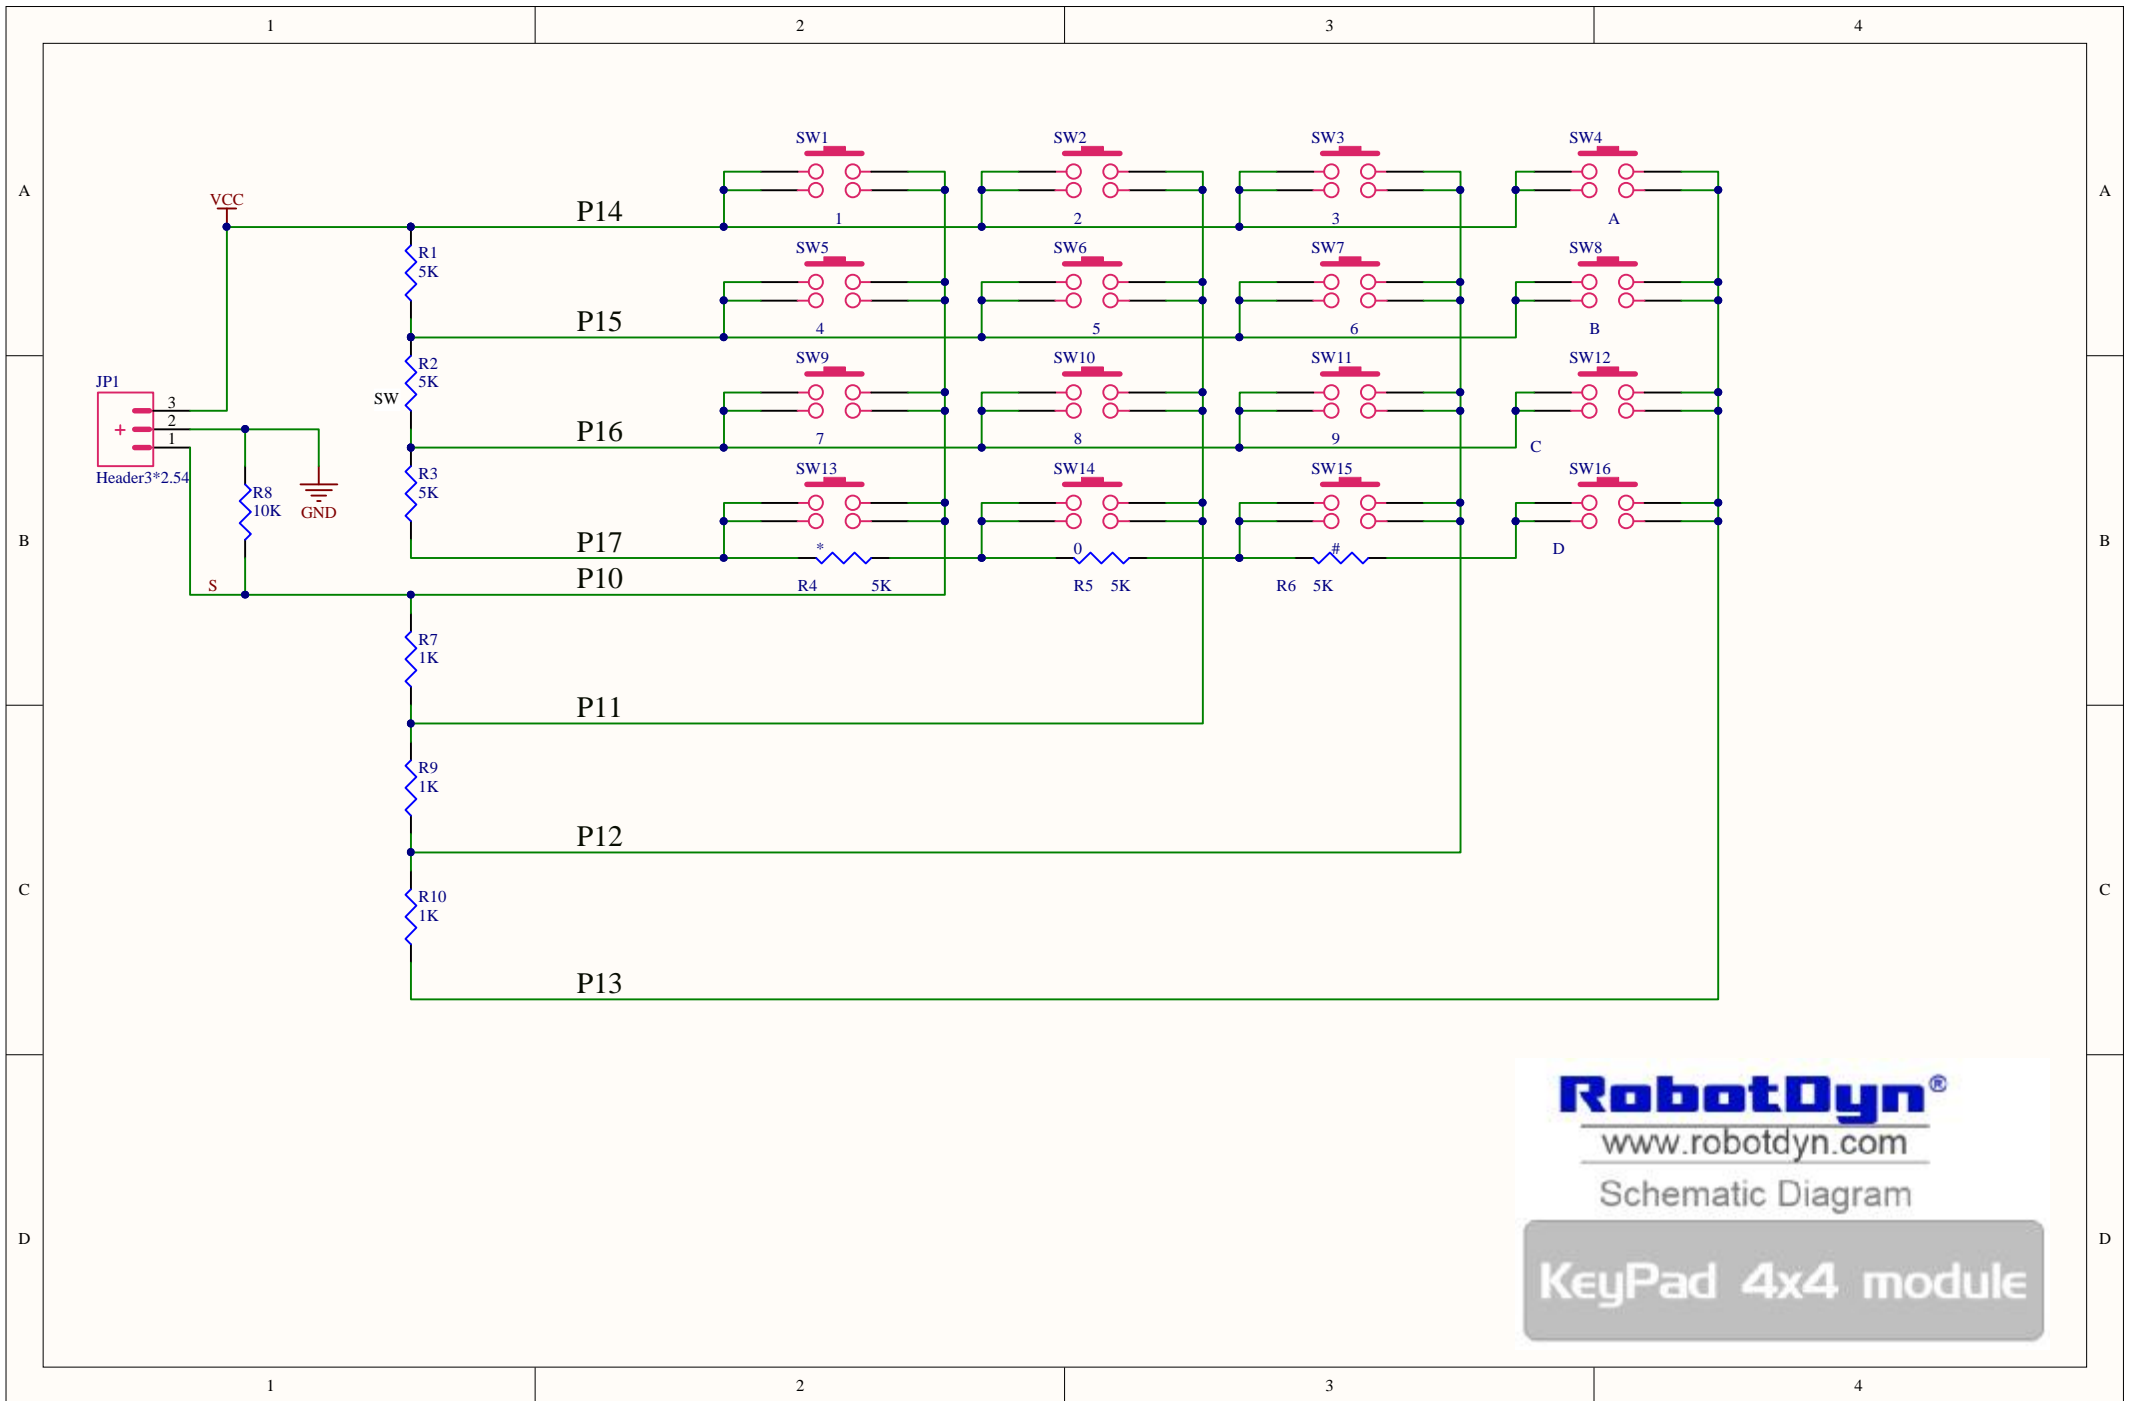 1 2 3 4
A A
SW1 SW2 SW3 SW4
VCC
P14 1 2 3 A
SW5 SW6 SW7 SW8
R1
5K
P15 4 5 6 B
SW9 SW10 SW11 SW12
R2
5K
JP1
SW
3
2
1
+
P16 7 8 9 C
SW13 SW14 SW15 SW16
Header3*2.54
R3
5K
R8
10K
GND
P17 * 0 # D
B B
P10
S
R4 5K R5 5K R6 5K
R7
1K
P11
R9
1K
P12
C C
R10
1K
P13
RobotDyn®
www.robotdyn.com
Schematic Diagram
D D
KeyPad 4x4 module
1 2 3 4